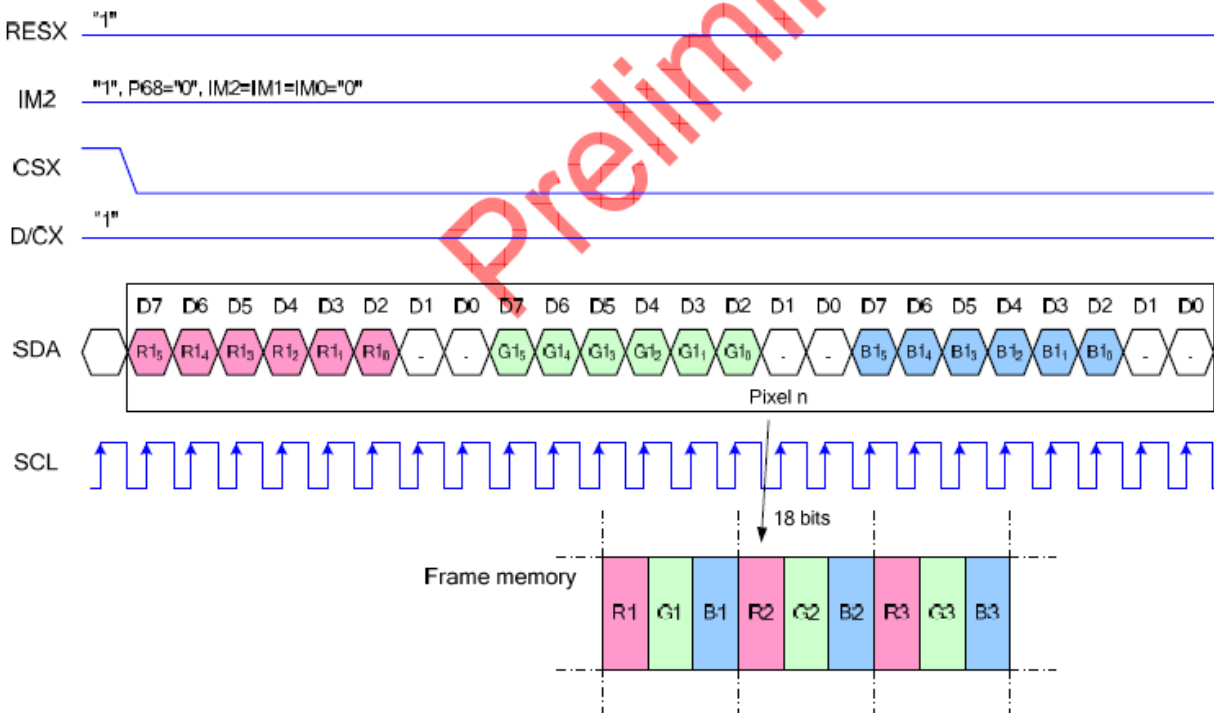 RESX "1"
IM2 "1", P68="0", IM2=IM1=IM0="0"
CSX
D/CX "1"
D7 D6 D5 D4 D3 D2 D1 D0 D7 D6 D5 D4 D3 D2 D1 D0 D7 D6 D5 D4 D3 D2 D1 D0
SDA R1₅ R1₄ R1₃ R1₂ R1₁ R1₀ - - G1₅ G1₄ G1₃ G1₂ G1₁ G1₀ - - B1₅ B1₄ B1₃ B1₂ B1₁ B1₀ - -
Pixel n
SCL
18 bits
Frame memory
R1 G1 B1 R2 G2 B2 R3 G3 B3